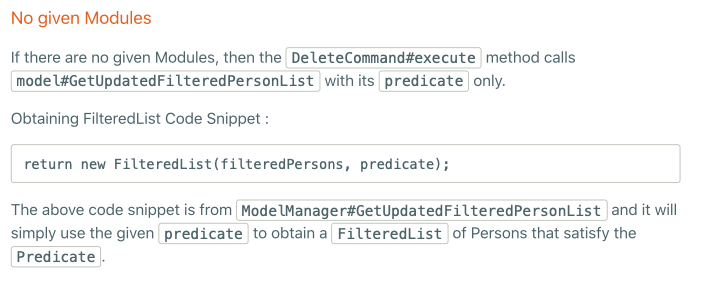 No given Modules
If there are no given Modules, then the DeleteCommand#execute method calls
model#GetUpdatedFilteredPersonList with its predicate only.
Obtaining FilteredList Code Snippet :
return new FilteredList(filteredPersons, predicate);
The above code snippet is from ModelManager#GetUpdatedFilteredPersonList and it will
simply use the given predicate to obtain a FilteredList of Persons that satisfy the
Predicate.